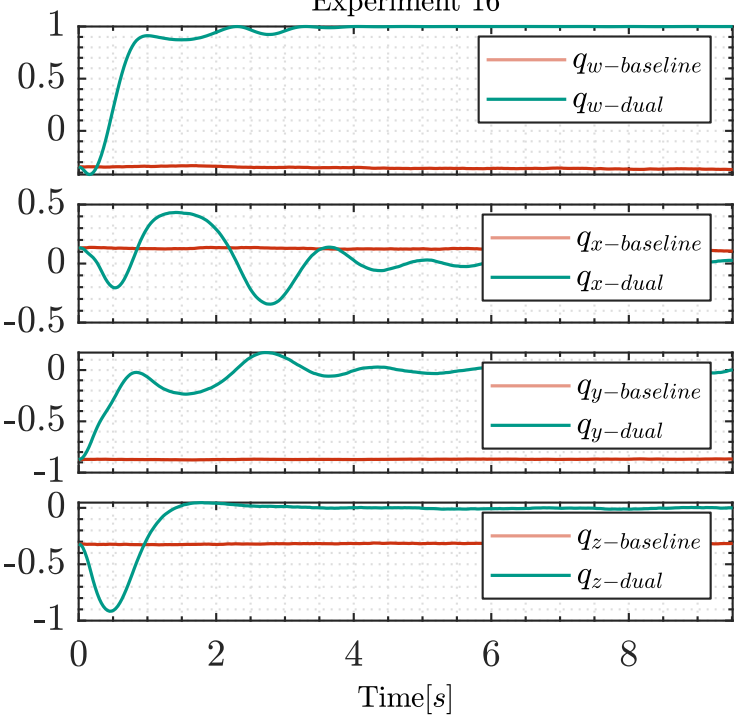 Experiment 16
1
0.5
0
q_{w-baseline}
q_{w-dual}
0.5
0
-0.5
q_{x-baseline}
q_{x-dual}
0
-0.5
-1
q_{y-baseline}
q_{y-dual}
0
-0.5
-1
q_{z-baseline}
q_{z-dual}
0 2 4 6 8
Time[s]